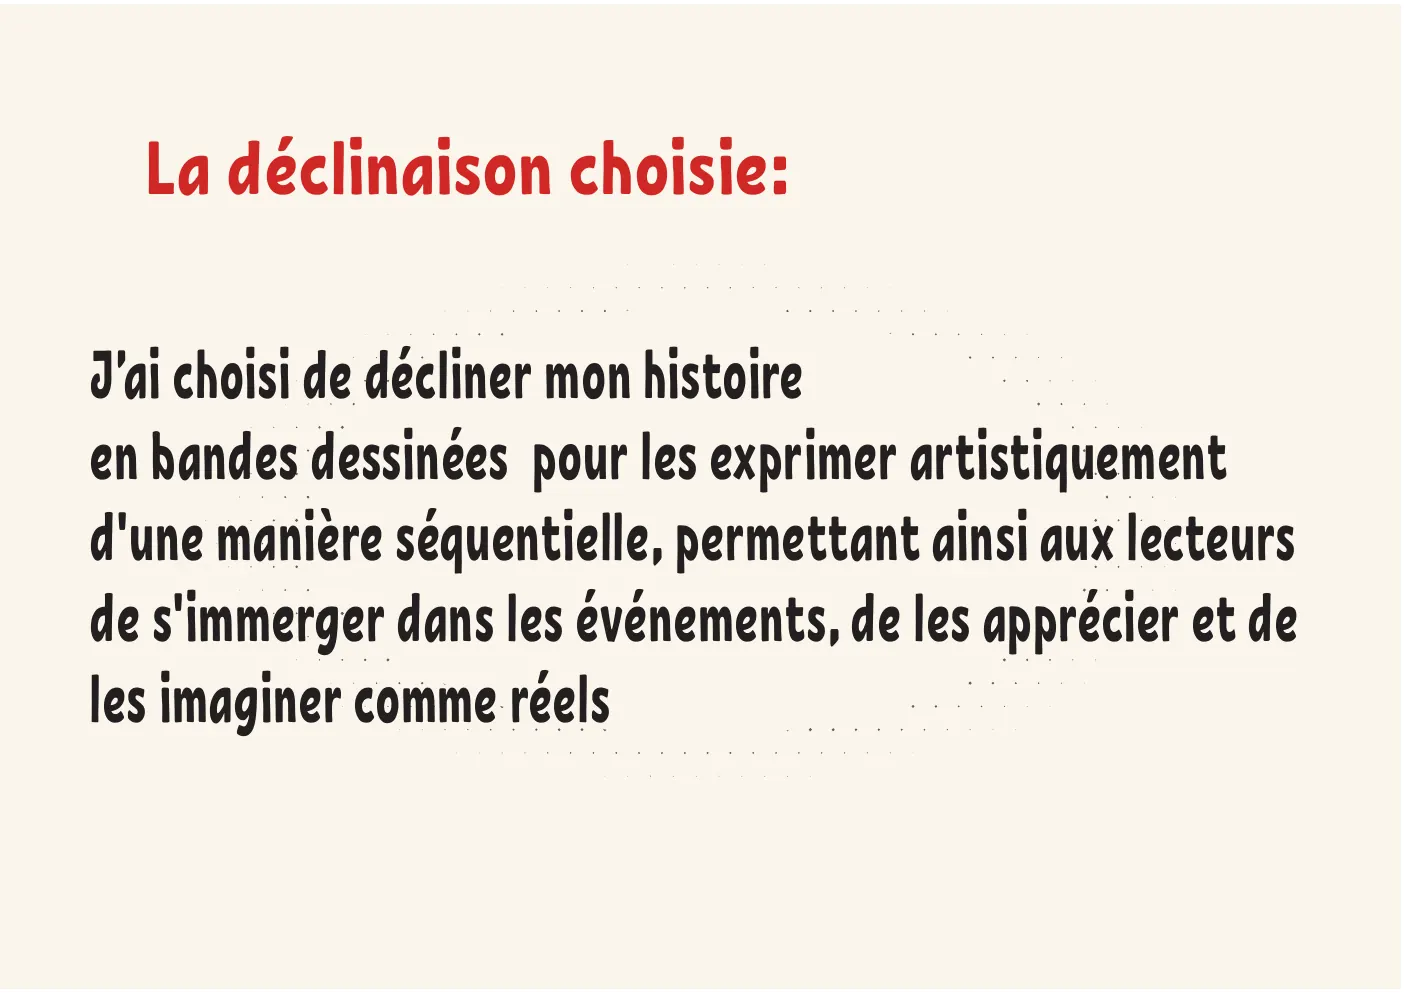 La déclinaison choisie:
J'ai choisi de décliner mon histoire
en bandes dessinées  pour les exprimer artistiquement
d'une manière séquentielle, permettant ainsi aux lecteurs
de s'immerger dans les événements, de les apprécier et de
les imaginer comme réels